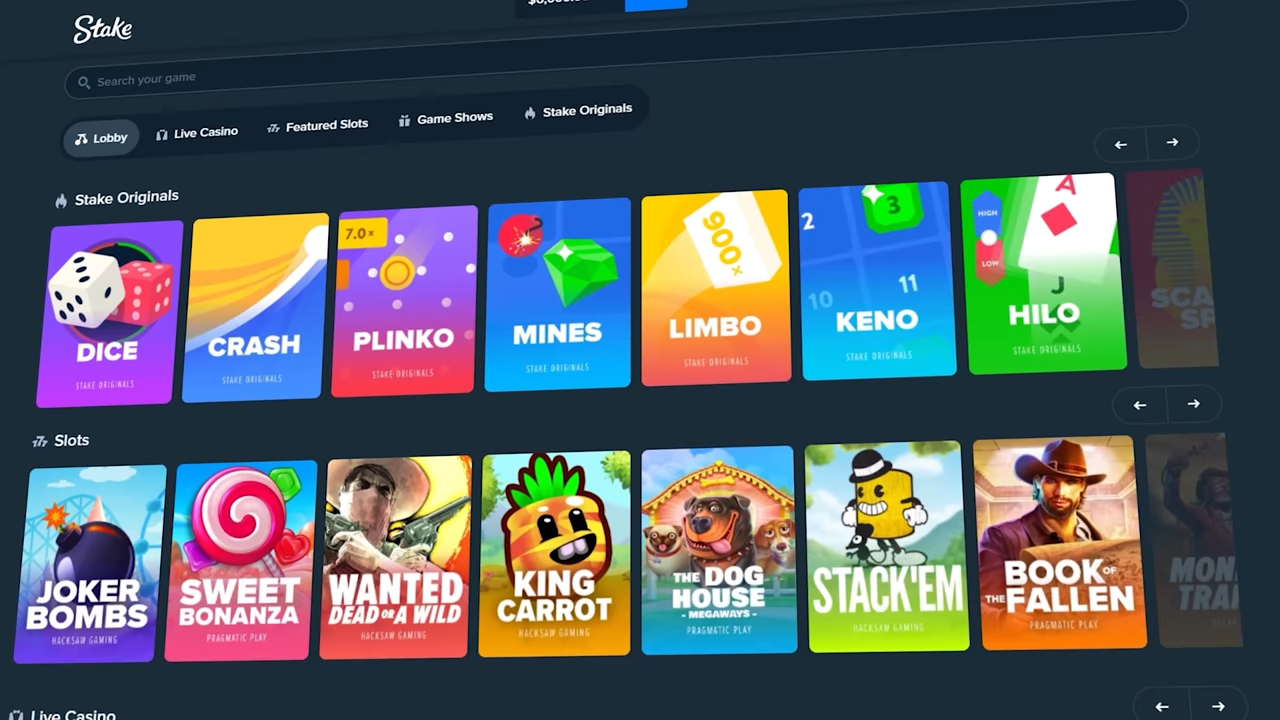 Stake
Search your game
Lobby
Live Casino
Featured Slots
Game Shows
Stake Originals
Stake Originals
DICE
STAKE ORIGINALS
CRASH
STAKE ORIGINALS
7.0×
PLINKO
STAKE ORIGINALS
MINES
STAKE ORIGINALS
900×
LIMBO
STAKE ORIGINALS
2
3
10
11
KENO
STAKE ORIGINALS
HIGH
LOW
A
J
HILO
STAKE ORIGINALS
Slots
JOKER
BOMBS
HACKSAW GAMING
SWEET
BONANZA
PRAGMATIC PLAY
WANTED
DEAD OR A WILD
HACKSAW GAMING
KING
CARROT
HACKSAW GAMING
THE DOG
HOUSE
- MEGAWAYS -
PRAGMATIC PLAY
STACK'EM
HACKSAW GAMING
BOOK OF
THE FALLEN
PRAGMATIC PLAY
Live Casino